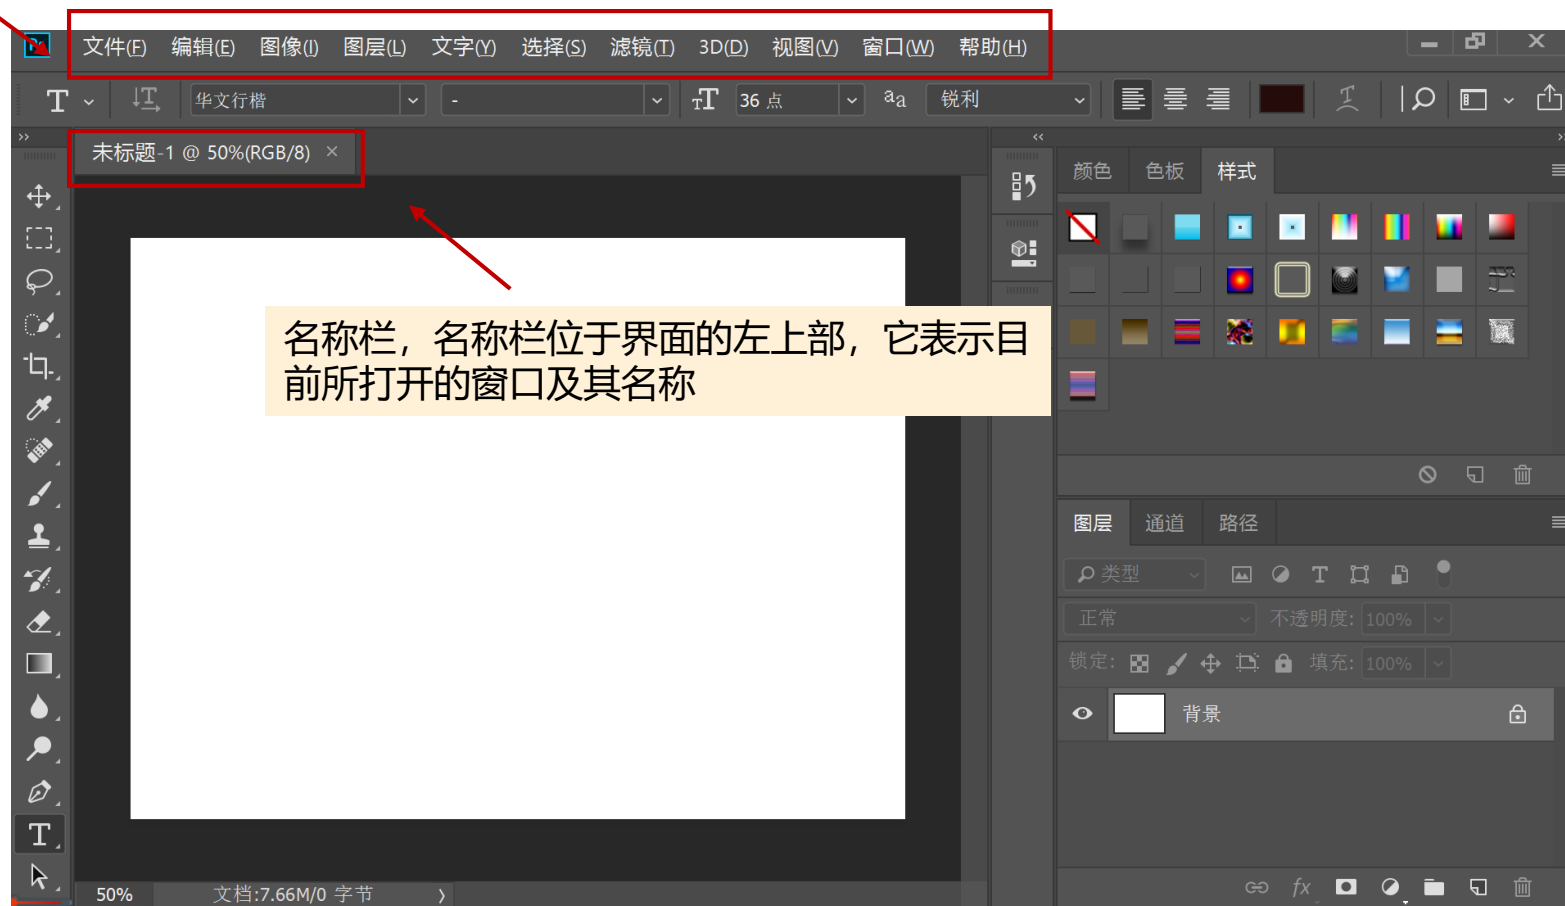 文件(F) 编辑(E) 图像(I) 图层(L) 文字(Y) 选择(S) 滤镜(T) 3D(D) 视图(V) 窗口(W) 帮助(H)
T 华文行楷 - 36 点 aa 锐利
未标题-1 @ 50%(RGB/8) ×
颜色 色板 样式
名称栏，名称栏位于界面的左上部，它表示目
前所打开的窗口及其名称
图层 通道 路径
类型
正常 不透明度: 100%
锁定: 填充: 100%
背景
50% 文档:7.66M/0 字节
fx